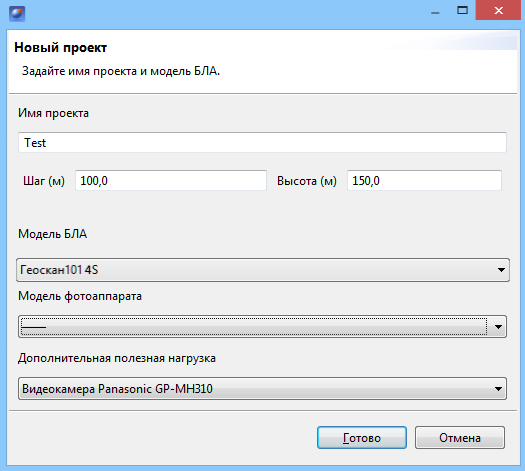 Новый проект
Задайте имя проекта и модель БЛА.
Имя проекта
Test
Шаг (м) 100,0 Высота (м) 150,0
Модель БЛА
Геоскан101 4S
Модель фотоаппарата
——
Дополнительная полезная нагрузка
Видеокамера Panasonic GP-MH310
Готово Отмена